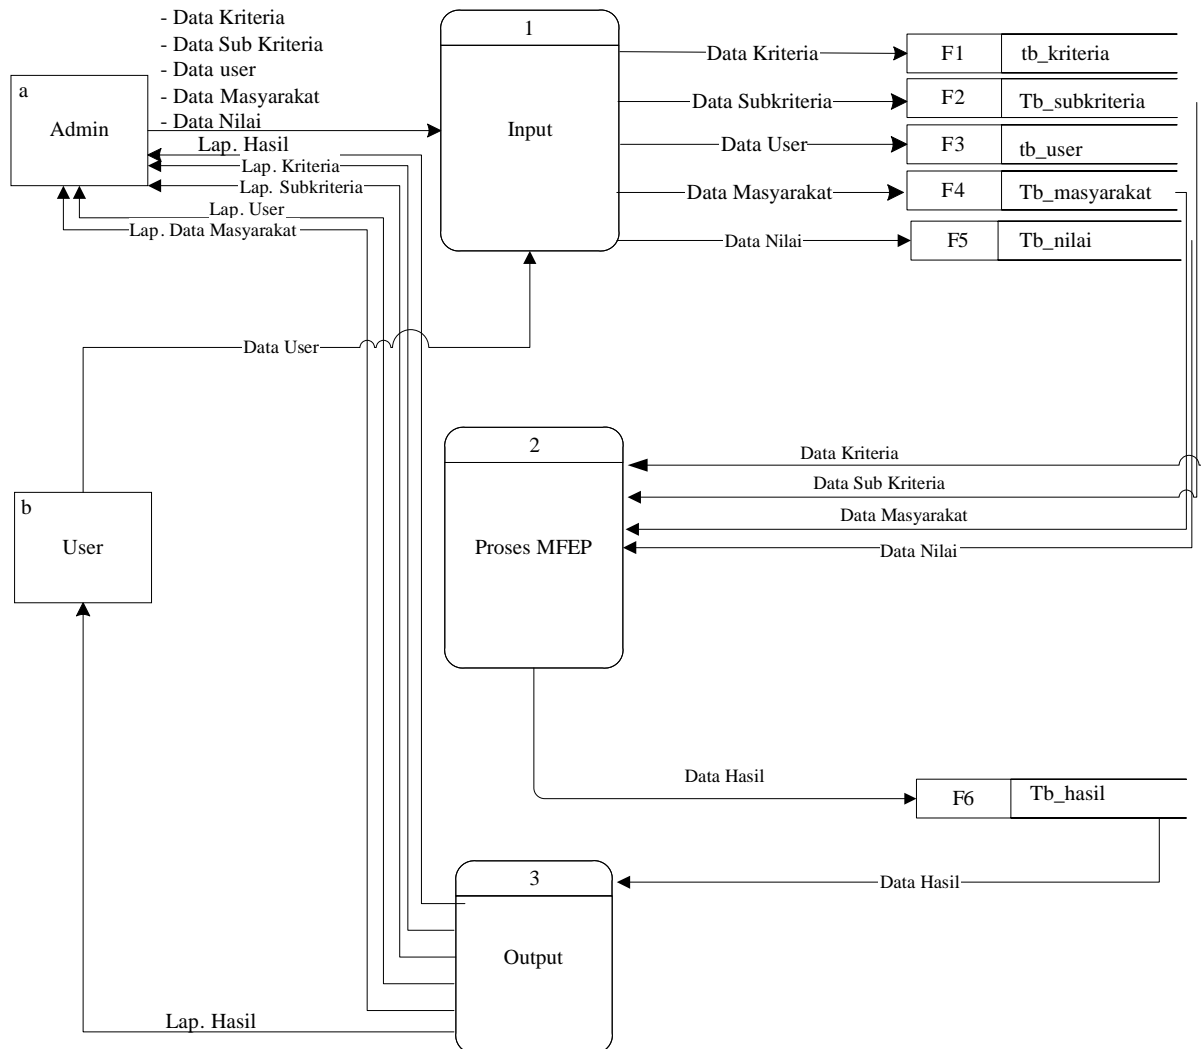 - Data Kriteria
- Data Sub Kriteria
- Data user
- Data Masyarakat
- Data Nilai
a
Admin
Lap. Hasil
Lap. Kriteria
Lap. Subkriteria
Lap. User
Lap. Data Masyarakat
1
Input
Data Kriteria
F1
tb_kriteria
Data Subkriteria
F2
Tb_subkriteria
Data User
F3
tb_user
Data Masyarakat
F4
Tb_masyarakat
Data Nilai
F5
Tb_nilai
Data User
2
Proses MFEP
Data Kriteria
Data Sub Kriteria
Data Masyarakat
Data Nilai
b
User
Data Hasil
F6
Tb_hasil
3
Output
Data Hasil
Lap. Hasil